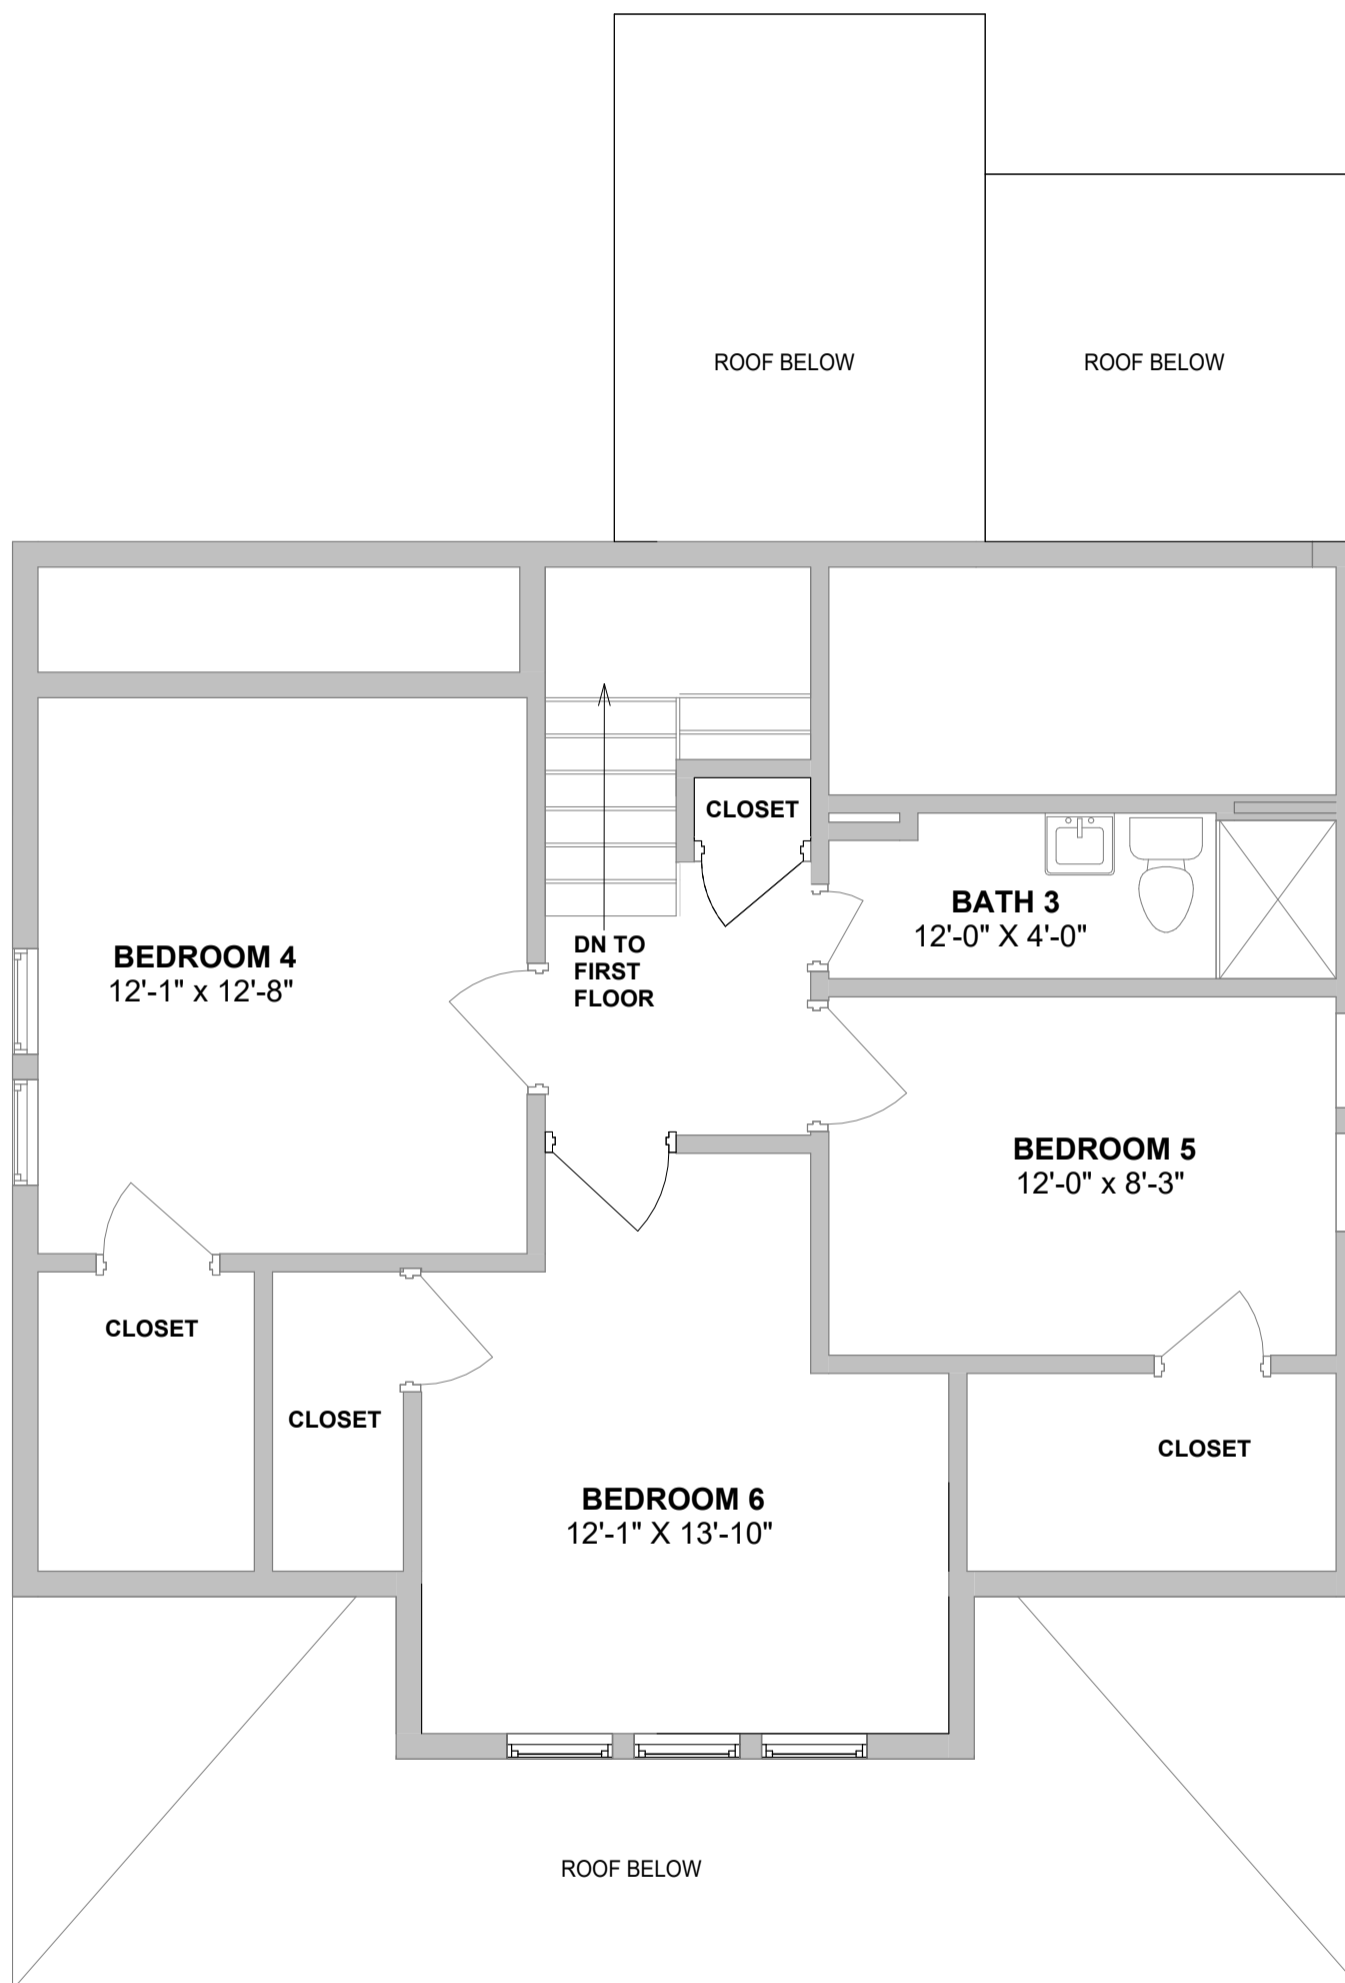 ROOF BELOW
ROOF BELOW
CLOSET
BATH 3
12'-0" X 4'-0"
BEDROOM 4
12'-1" x 12'-8"
DN TO
FIRST
FLOOR
BEDROOM 5
12'-0" x 8'-3"
CLOSET
CLOSET
CLOSET
BEDROOM 6
12'-1" X 13'-10"
ROOF BELOW